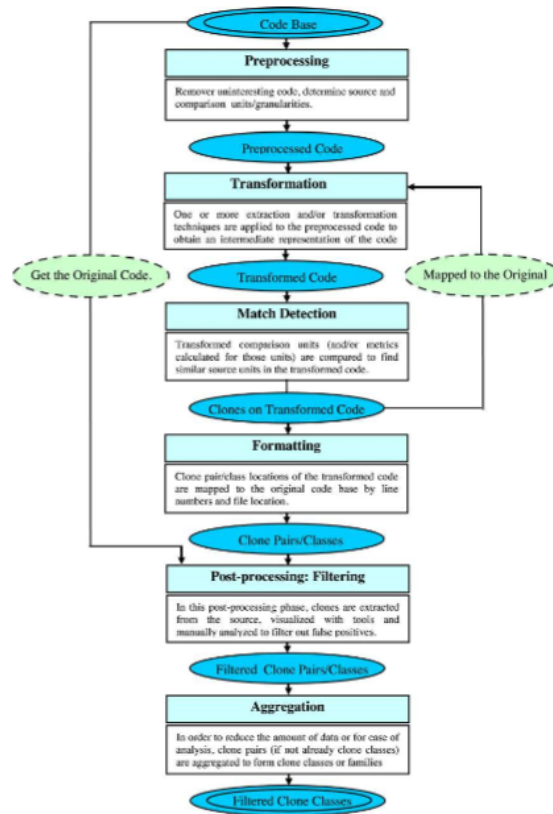 Code Base
Preprocessing
Remover uninteresting code, determine source and
comparison units/granularities.
Preprocessed Code
Transformation
One or more extraction and/or transformation
techniques are applied to the preprocessed code to
obtain an intermediate representation of the code
Get the Original Code.
Transformed Code
Mapped to the Original
Match Detection
Transformed comparison units (and/or metrics
calculated for those units) are compared to find
similar source units in the transformed code.
Clones on Transformed Code
Formatting
Clone pair/class locations of the transformed code
are mapped to the original code base by line
numbers and file location.
Clone Pairs/Classes
Post-processing: Filtering
In this post-processing phase, clones are extracted
from the source, visualized with tools and
manually analyzed to filter out false positives.
Filtered Clone Pairs/Classes
Aggregation
In order to reduce the amount of data or for ease of
analysis, clone pairs (if not already clone classes)
are aggregated to form clone classes or families
Filtered Clone Classes